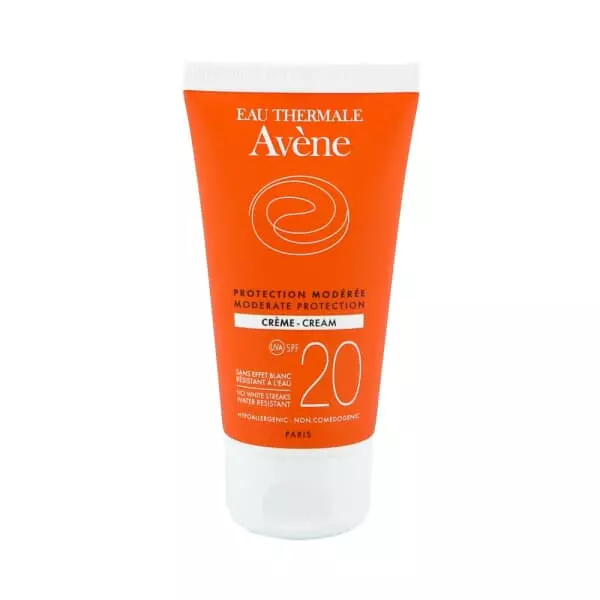 EAU THERMALE
Avène
PROTECTION MODÉRÉE
MODERATE PROTECTION
CRÈME - CREAM
UVA SPF 20
SANS EFFET BLANC
RÉSISTANT À L'EAU
NO WHITE STREAKS
WATER RESISTANT
HYPOALLERGENIC - NON COMEDOGENIC
PARIS